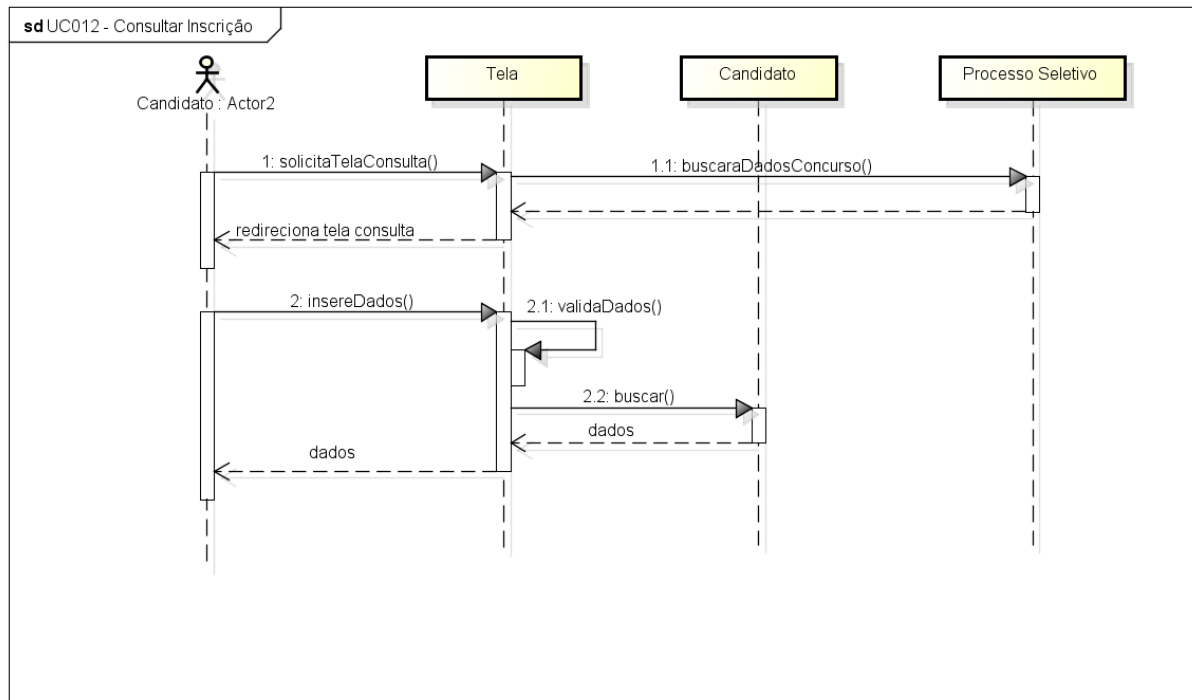 sd UC012 - Consultar Inscrição
Tela
Candidato
Processo Seletivo
Candidato : Actor2
1: solicitaTelaConsulta()
1.1: buscaraDadosConcurso()
redireciona tela consulta
2: insereDados()
2.1: validaDados()
2.2: buscar()
dados
dados